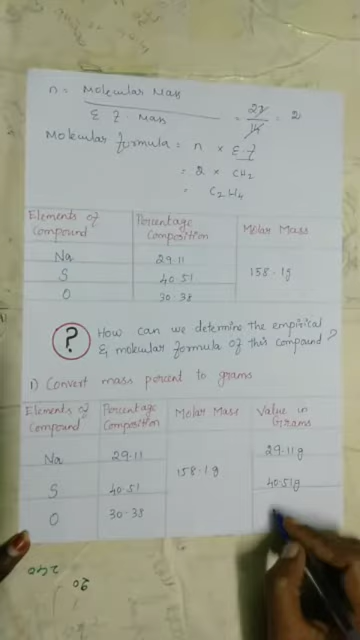 n = Molecular Mass
E F. Mass
= 28
14
= 2
Molecular formula = n × E.F
= 2 × CH2
= C2H4
Elements of Compound Percentage Composition Molar Mass
Na 29.11
S 40.51 158.1g
O 30.38
? How can we determine the empirical
& molecular formula of this compound?
1) Convert mass percent to grams
Elements of Compound Percentage Composition Molar Mass Value in Grams
Na 29.11 29.11g
158.1g
S 40.51 40.51g
O 30.38
20